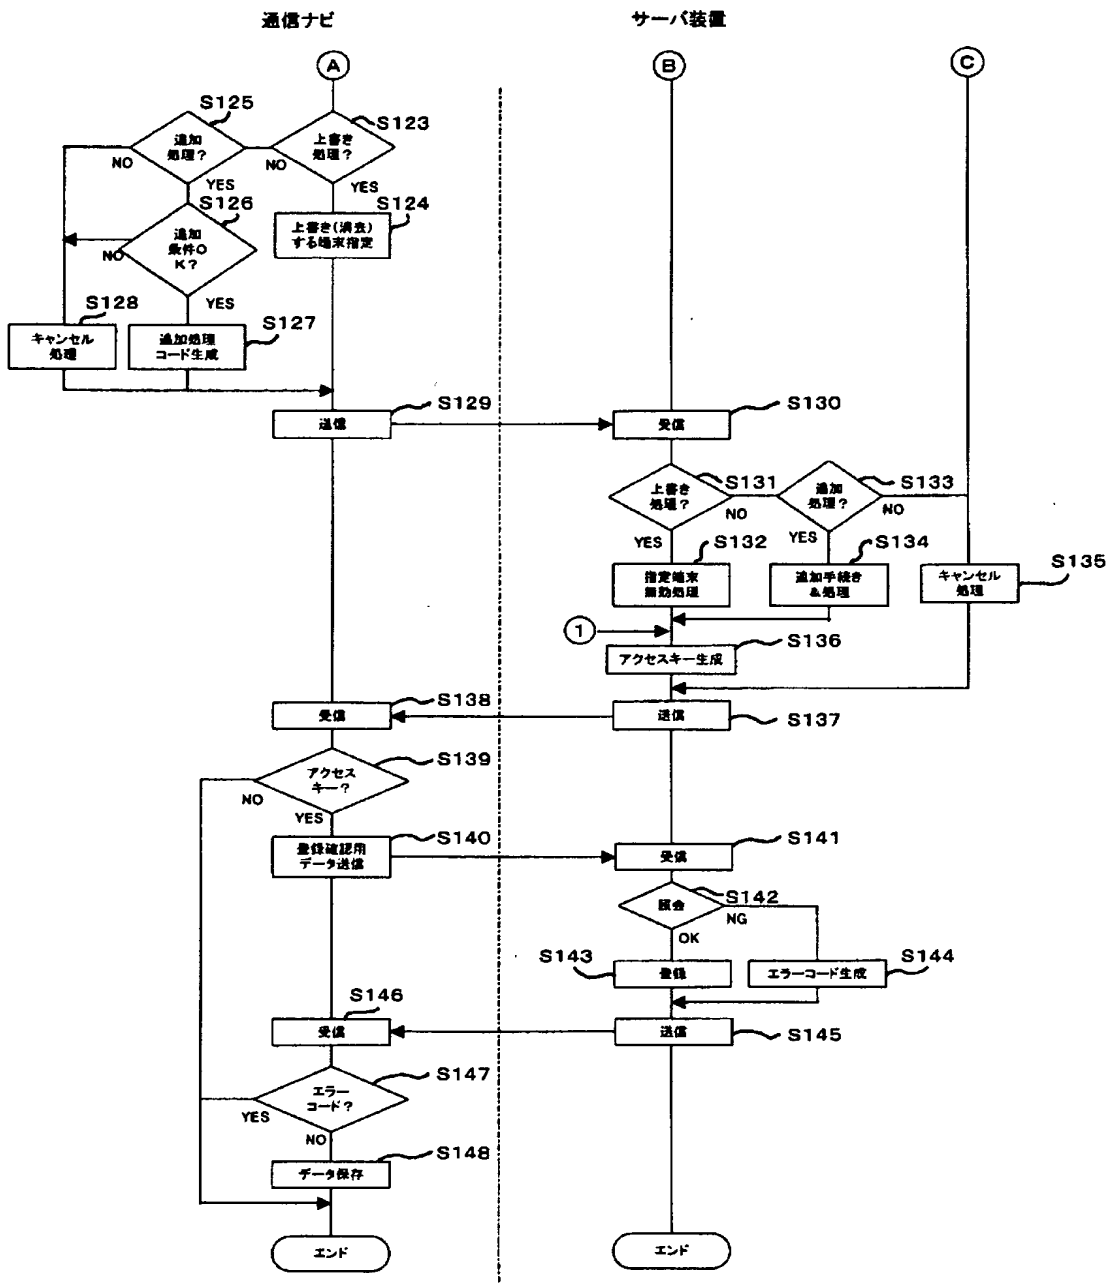 通信ナビ
サーバ装置
A
B
C
S125
S123
追加
処理？
上書き
処理？
NO
NO
YES
YES
S126
S124
追加
条件O
K？
上書き(消去)
する端末指定
NO
YES
S128
S127
キャンセル
処理
追加処理
コード生成
S129
送信
S130
受信
S131
上書き
処理？
S133
追加
処理？
NO
NO
YES
YES
S132
S134
S135
指定端末
無効処理
追加手続き
＆処理
キャンセル
処理
1
S136
アクセスキー生成
S138
受信
送信
S137
S139
アクセス
キー？
NO
YES
S140
登録確認用
データ送信
S141
受信
S142
照会
NG
OK
S143
登録
S144
エラーコード生成
S146
受信
送信
S145
S147
エラー
コード？
YES
NO
S148
データ保存
エンド
エンド